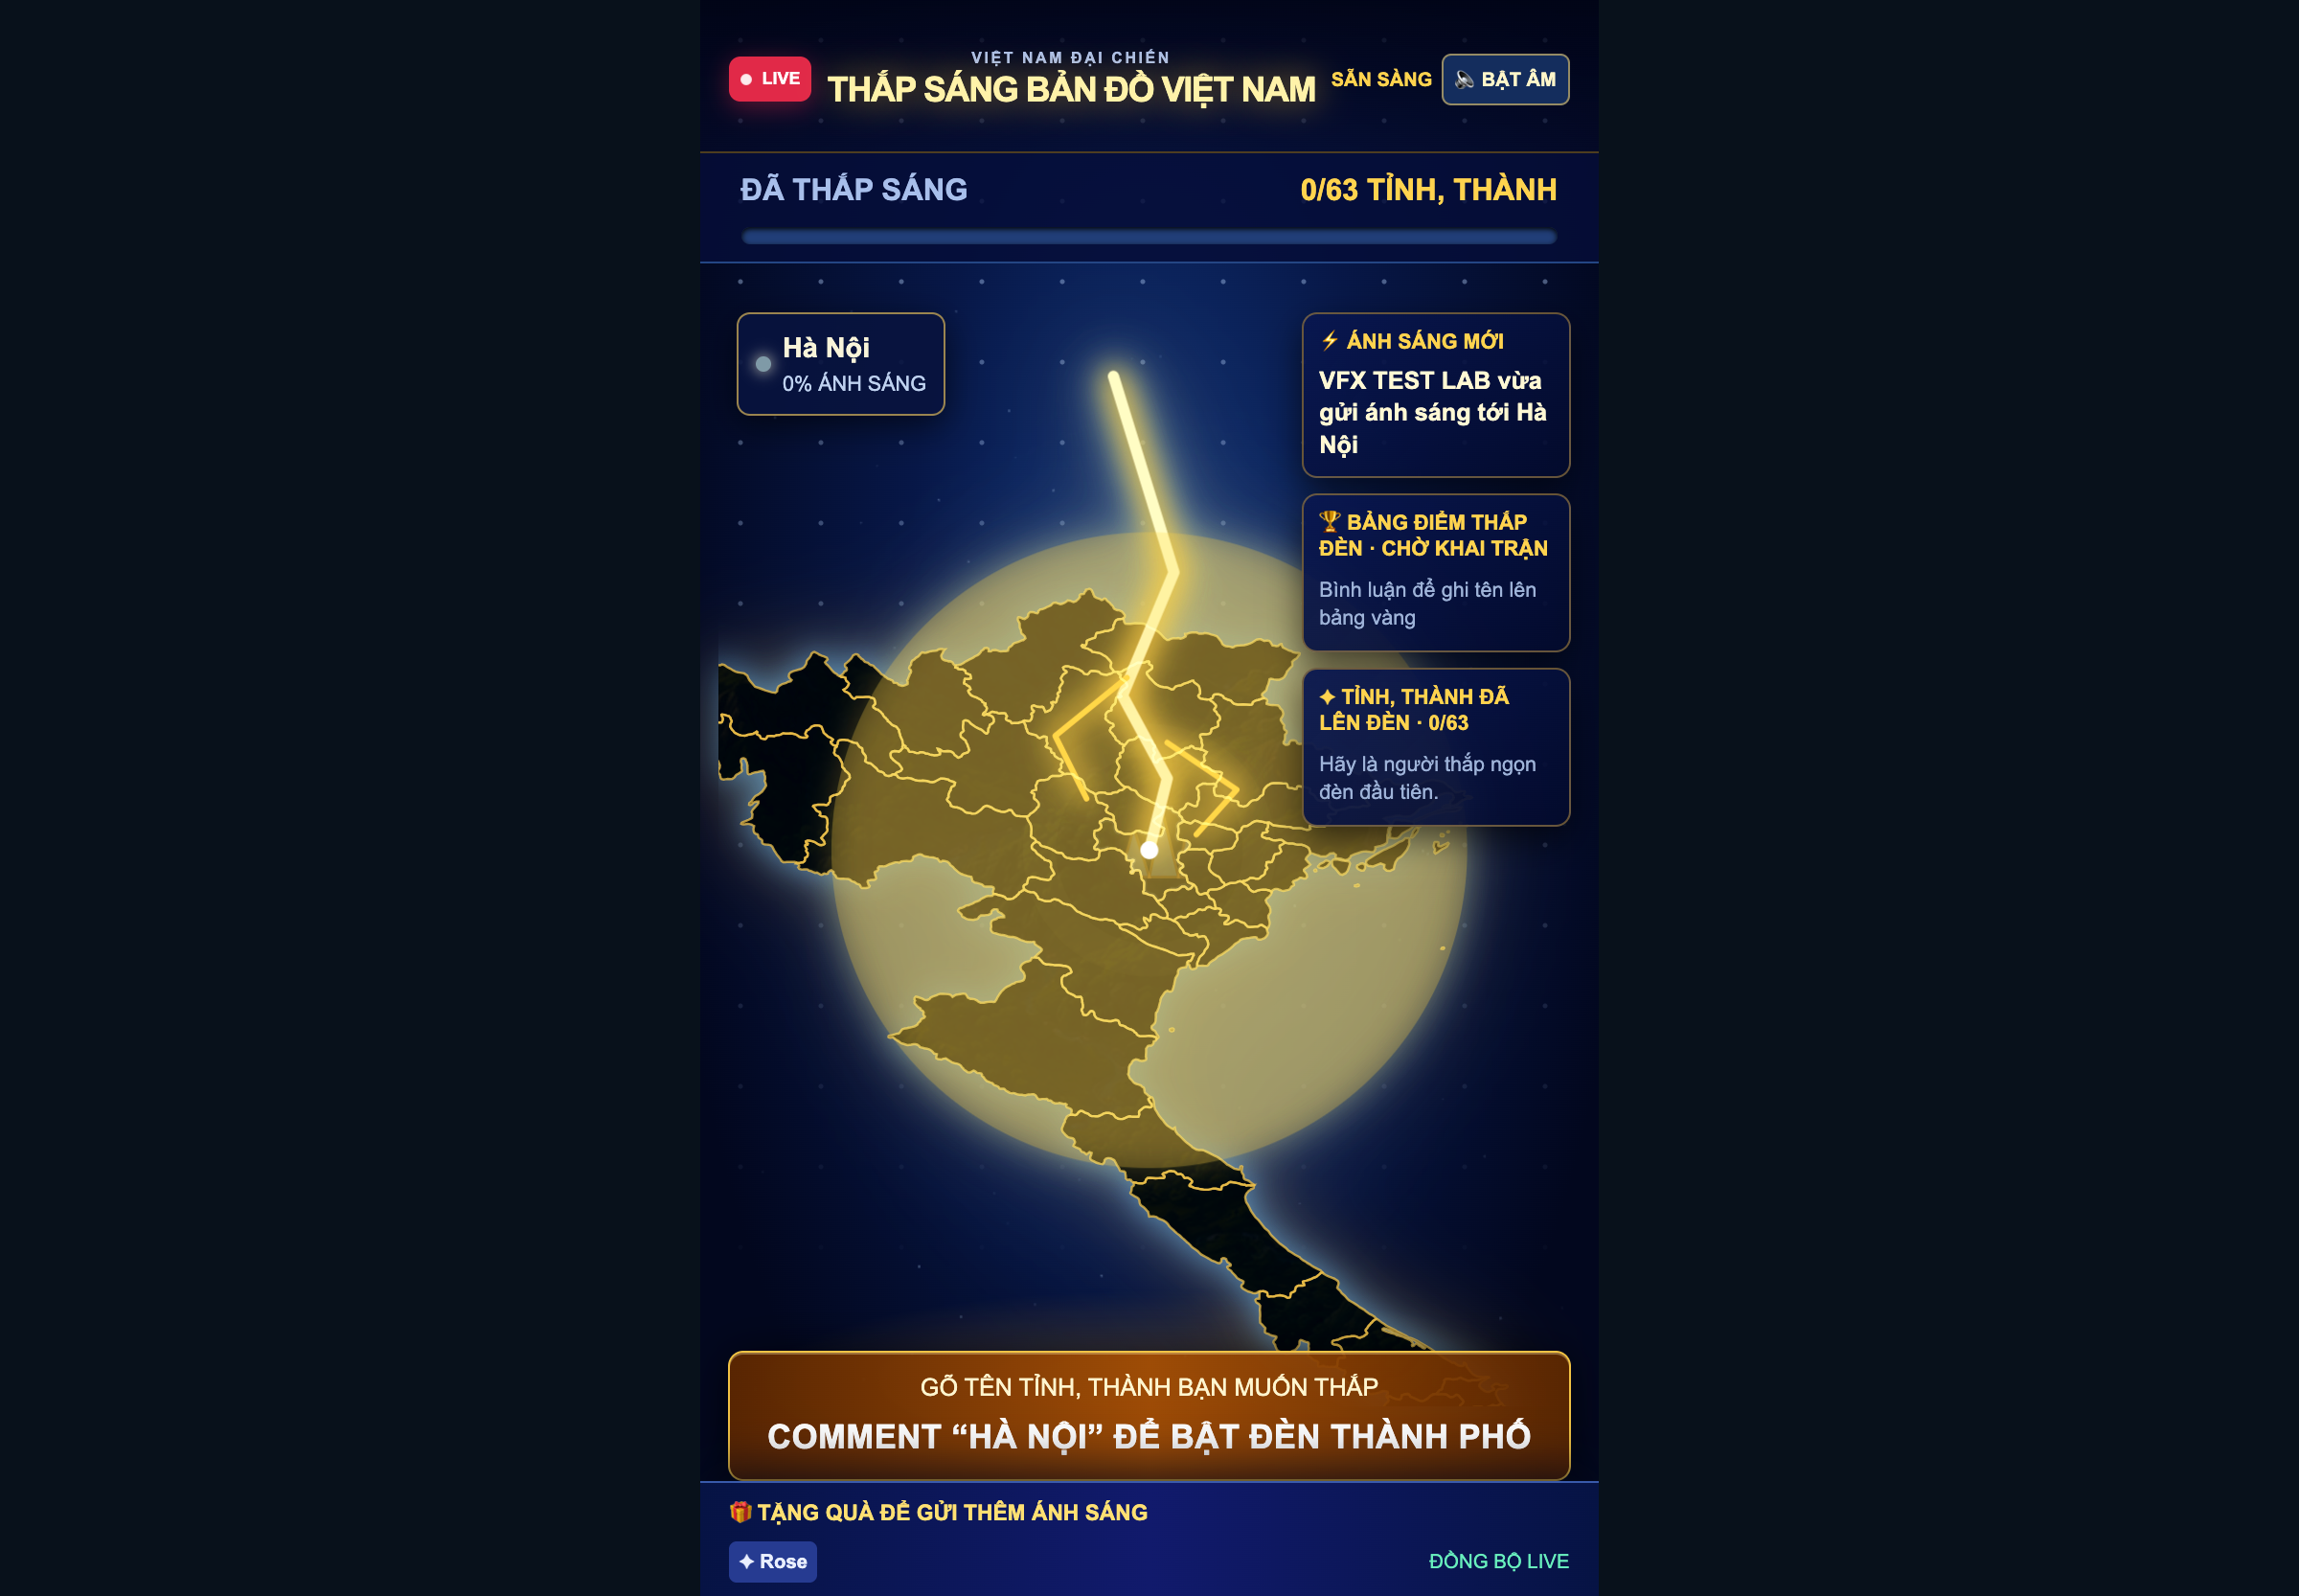 LIVE
VIỆT NAM ĐẠI CHIẾN
THẮP SÁNG BẢN ĐỒ VIỆT NAM
SẴN SÀNG
BẬT ÂM
ĐÃ THẮP SÁNG
0/63 TỈNH, THÀNH
Hà Nội
0% ÁNH SÁNG
⚡ ÁNH SÁNG MỚI
VFX TEST LAB vừa
gửi ánh sáng tới Hà
Nội
🏆 BẢNG ĐIỂM THẮP
ĐÈN · CHỜ KHAI TRẬN
Bình luận để ghi tên lên
bảng vàng
✦ TỈNH, THÀNH ĐÃ
LÊN ĐÈN · 0/63
Hãy là người thắp ngọn
đèn đầu tiên.
GÕ TÊN TỈNH, THÀNH BẠN MUỐN THẮP
COMMENT “HÀ NỘI” ĐỂ BẬT ĐÈN THÀNH PHỐ
🎁 TẶNG QUÀ ĐỂ GỬI THÊM ÁNH SÁNG
✦ Rose
ĐỒNG BỘ LIVE